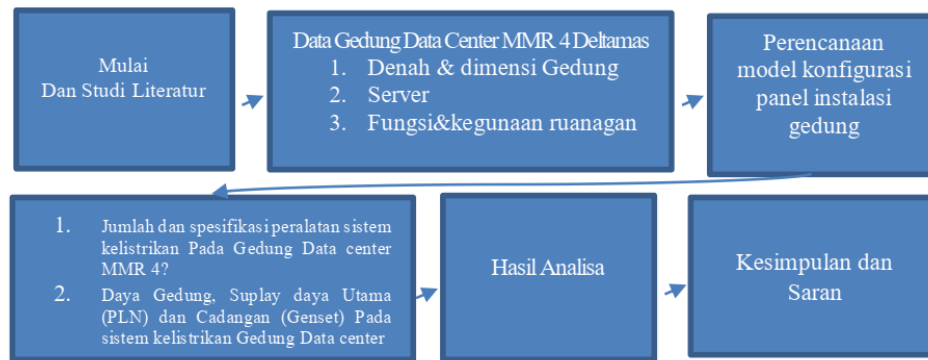 Mulai
Dan Studi Literatur
Data Gedung Data Center MMR 4 Deltamas
1. Denah & dimensi Gedung
2. Server
3. Fungsi&kegunaan ruanagan
Perencanaan
model konfigurasi
panel instalasi
gedung
1. Jumlah dan spesifikasi peralatan sistem
kelistrikan Pada Gedung Data center
MMR 4?
2. Daya Gedung, Suplay daya Utama
(PLN) dan Cadangan (Genset) Pada
sistem kelistrikan Gedung Data center
Hasil Analisa
Kesimpulan dan
Saran